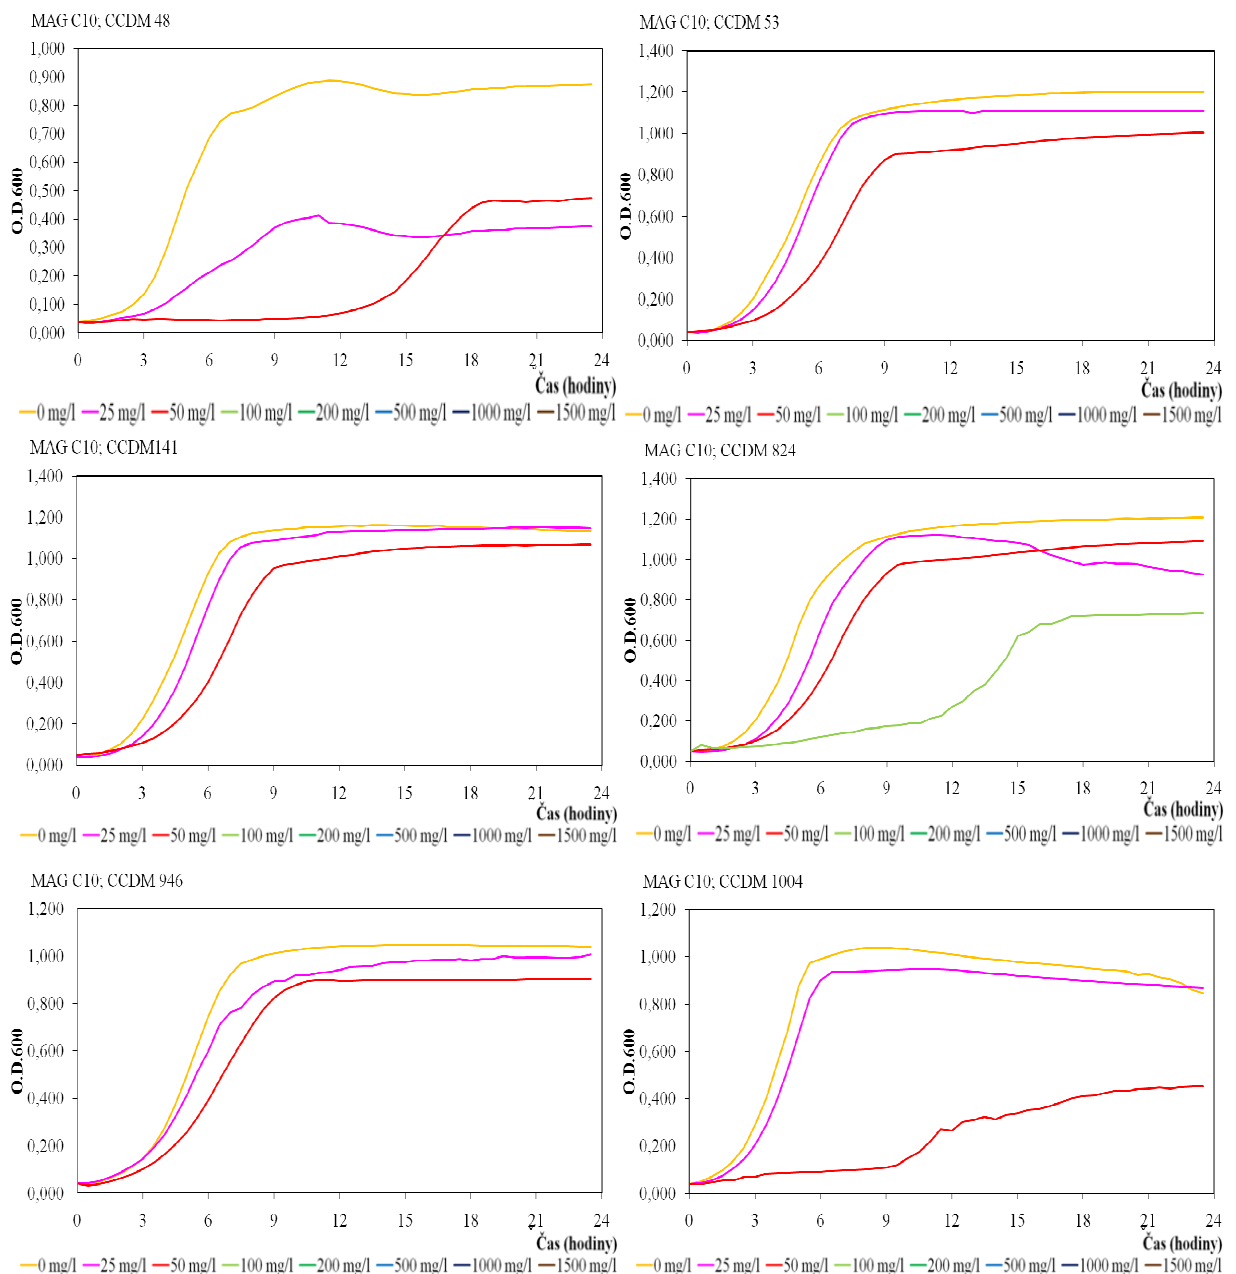 MAG C10; CCDM 48
1,000
0,900
0,800
0,700
0,600
0,500
0,400
0,300
0,200
0,100
0,000
O.D.600
0 3 6 9 12 15 18 21 24
Čas (hodiny)
0 mg/l 25 mg/l 50 mg/l 100 mg/l 200 mg/l 500 mg/l 1000 mg/l 1500 mg/l
MAG C10; CCDM 53
1,400
1,200
1,000
0,800
0,600
0,400
0,200
0,000
O.D.600
0 3 6 9 12 15 18 21 24
Čas (hodiny)
0 mg/l 25 mg/l 50 mg/l 100 mg/l 200 mg/l 500 mg/l 1000 mg/l 1500 mg/l
MAG C10; CCDM141
1,400
1,200
1,000
0,800
0,600
0,400
0,200
0,000
O.D.600
0 3 6 9 12 15 18 21 24
Čas (hodiny)
0 mg/l 25 mg/l 50 mg/l 100 mg/l 200 mg/l 500 mg/l 1000 mg/l 1500 mg/l
MAG C10; CCDM 824
1,400
1,200
1,000
0,800
0,600
0,400
0,200
0,000
O.D.600
0 3 6 9 12 15 18 21 24
Čas (hodiny)
0 mg/l 25 mg/l 50 mg/l 100 mg/l 200 mg/l 500 mg/l 1000 mg/l 1500 mg/l
MAG C10; CCDM 946
1,200
1,000
0,800
0,600
0,400
0,200
0,000
O.D.600
0 3 6 9 12 15 18 21 24
Čas (hodiny)
0 mg/l 25 mg/l 50 mg/l 100 mg/l 200 mg/l 500 mg/l 1000 mg/l 1500 mg/l
MAG C10; CCDM 1004
1,200
1,000
0,800
0,600
0,400
0,200
0,000
O.D.600
0 3 6 9 12 15 18 21 24
Čas (hodiny)
0 mg/l 25 mg/l 50 mg/l 100 mg/l 200 mg/l 500 mg/l 1000 mg/l 1500 mg/l